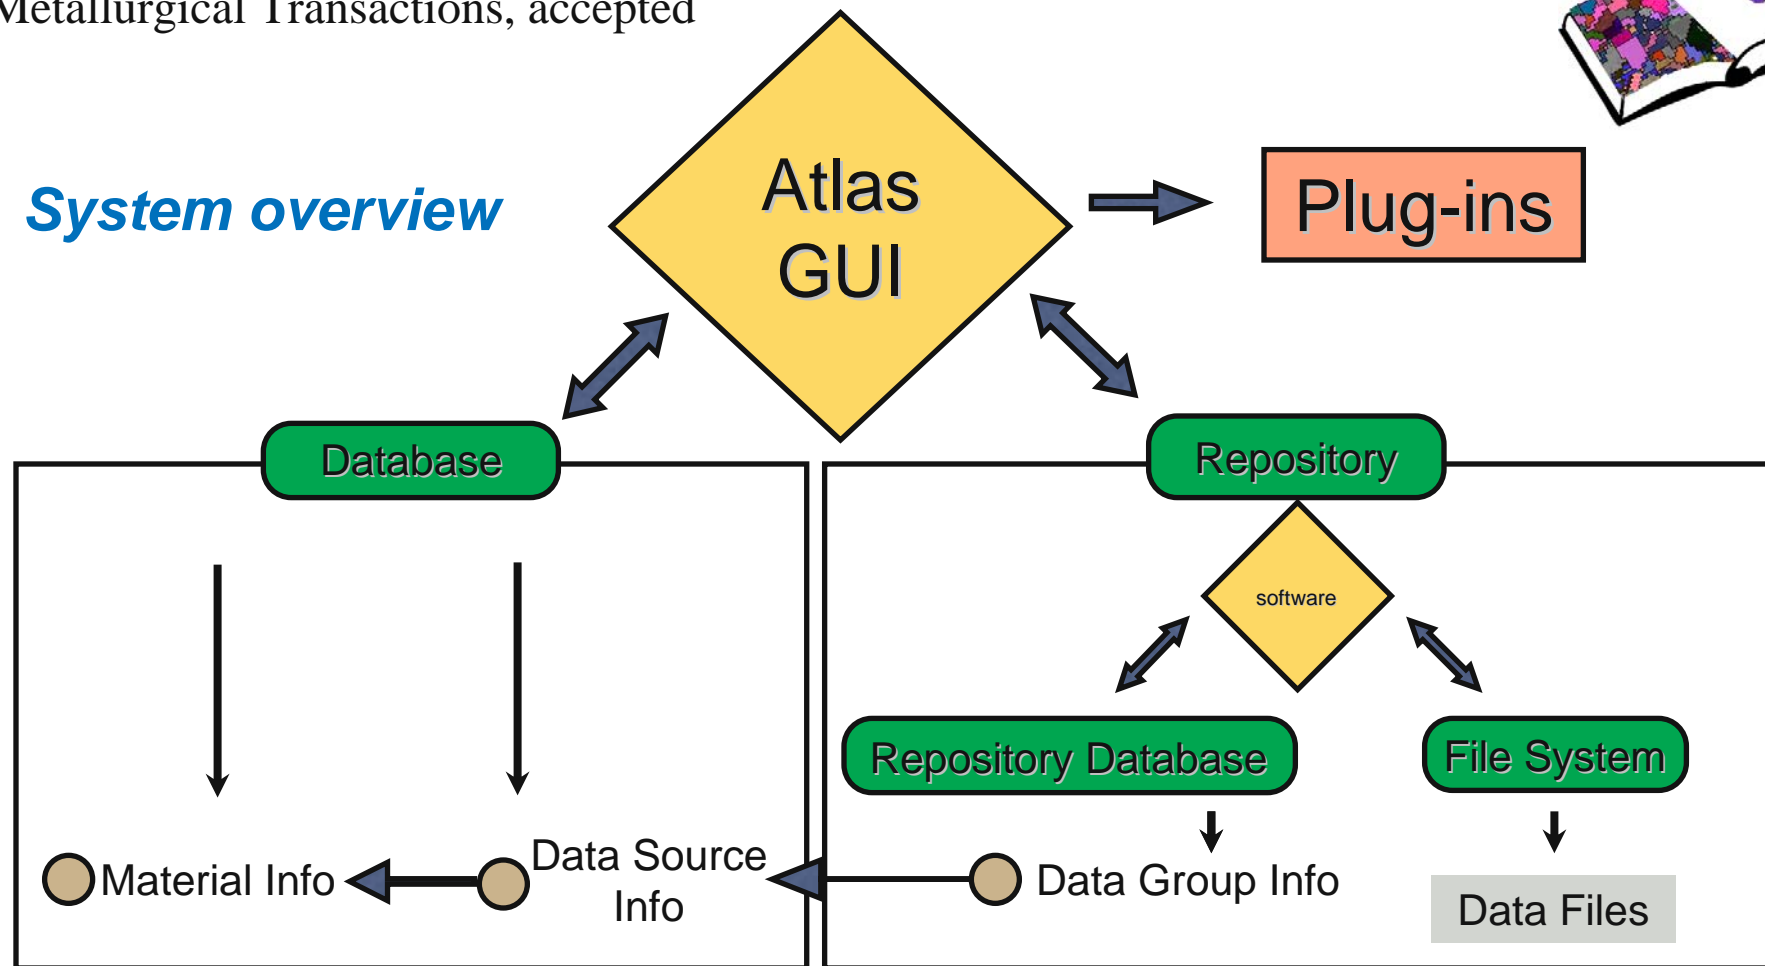 Metallurgical Transactions, accepted
System overview
Atlas
GUI
Plug-ins
Database
Repository
software
Repository Database
File System
Material Info
Data Source
Info
Data Group Info
Data Files